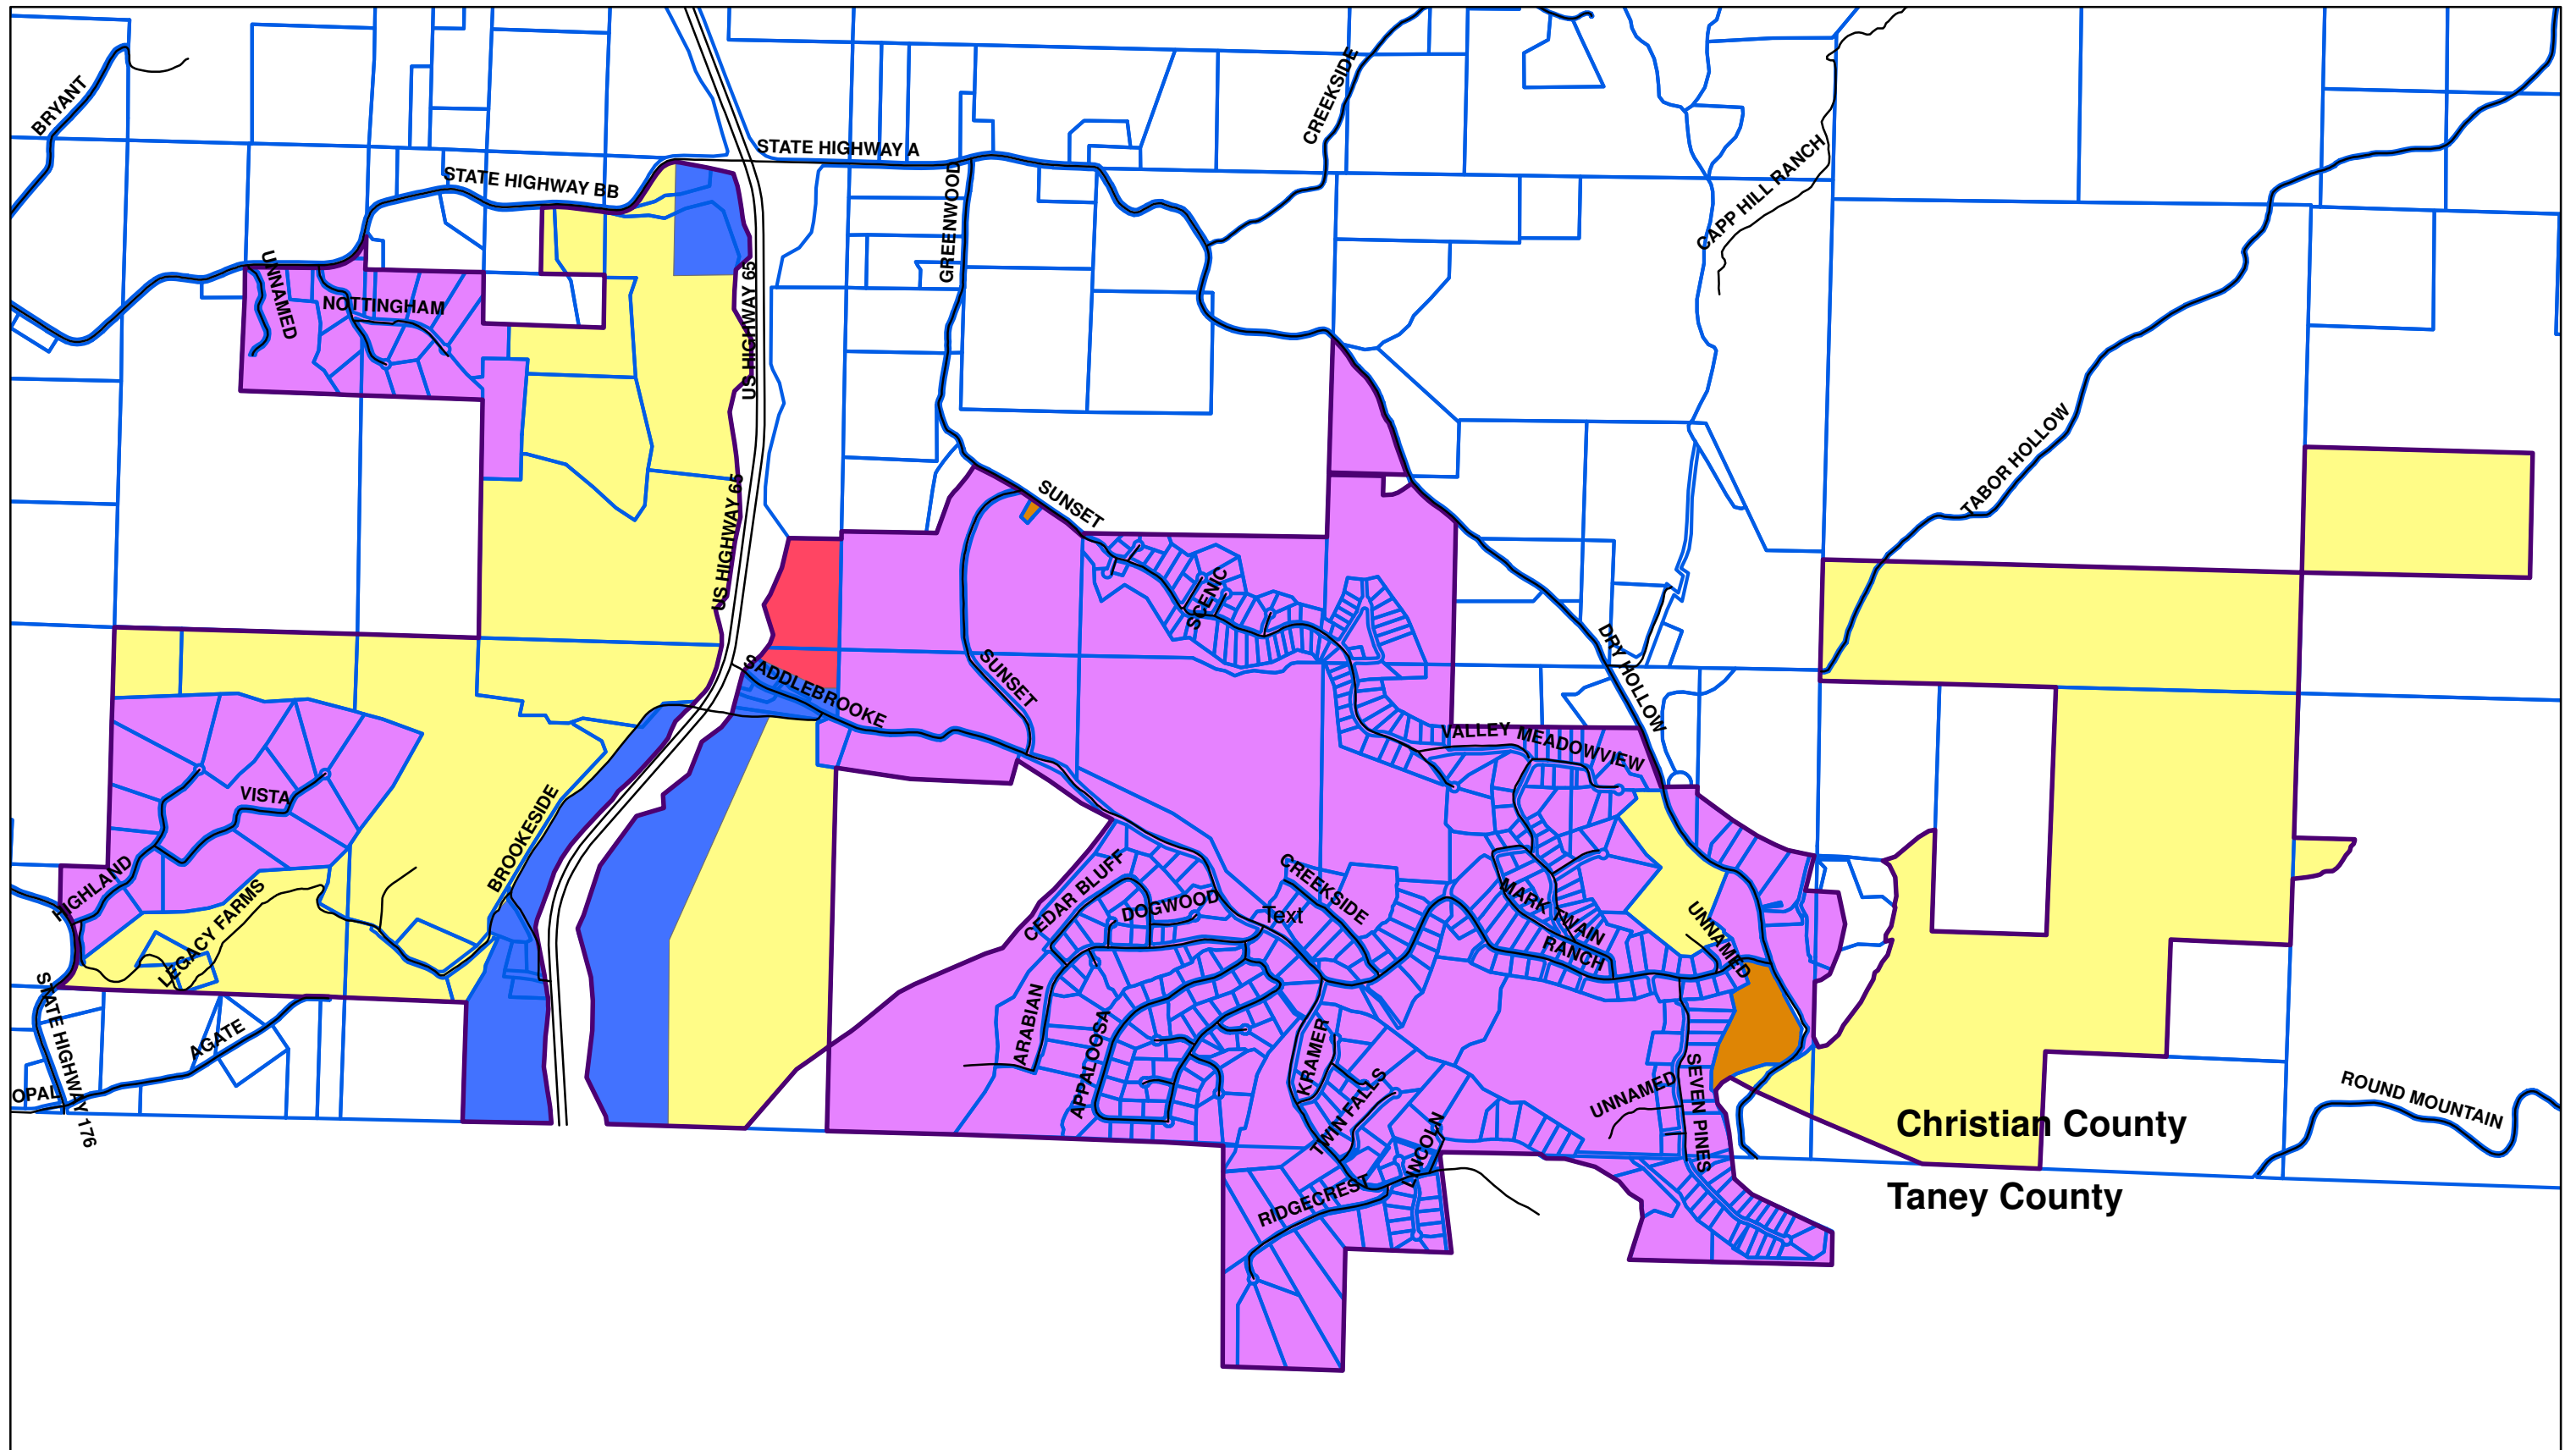 BRYANT
CREEKSIDE
STATE HIGHWAY A
STATE HIGHWAY BB
GREENWOOD
CAPP HILL RANCH
UNNAMED
NOTTINGHAM
US HIGHWAY 65
TABOR HOLLOW
SUNSET
US HIGHWAY 65
SCENIC
DRY HOLLOW
SADDLEBROOKE
SUNSET
VALLEY MEADOWVIEW
VISTA
BROOKESIDE
HIGHLAND
LEGACY FARMS
CEDAR BLUFF
DOGWOOD
CREEKSIDE
Text
MARK TWAIN
RANCH
UNNAMED
STATE HIGHWAY 176
AGATE
OPAL
ARABIAN
APPALOOSA
KRAMER
TWIN FALLS
LINCOLN
UNNAMED
SEVEN PINES
RIDGECREST
ROUND MOUNTAIN
Christian County
Taney County